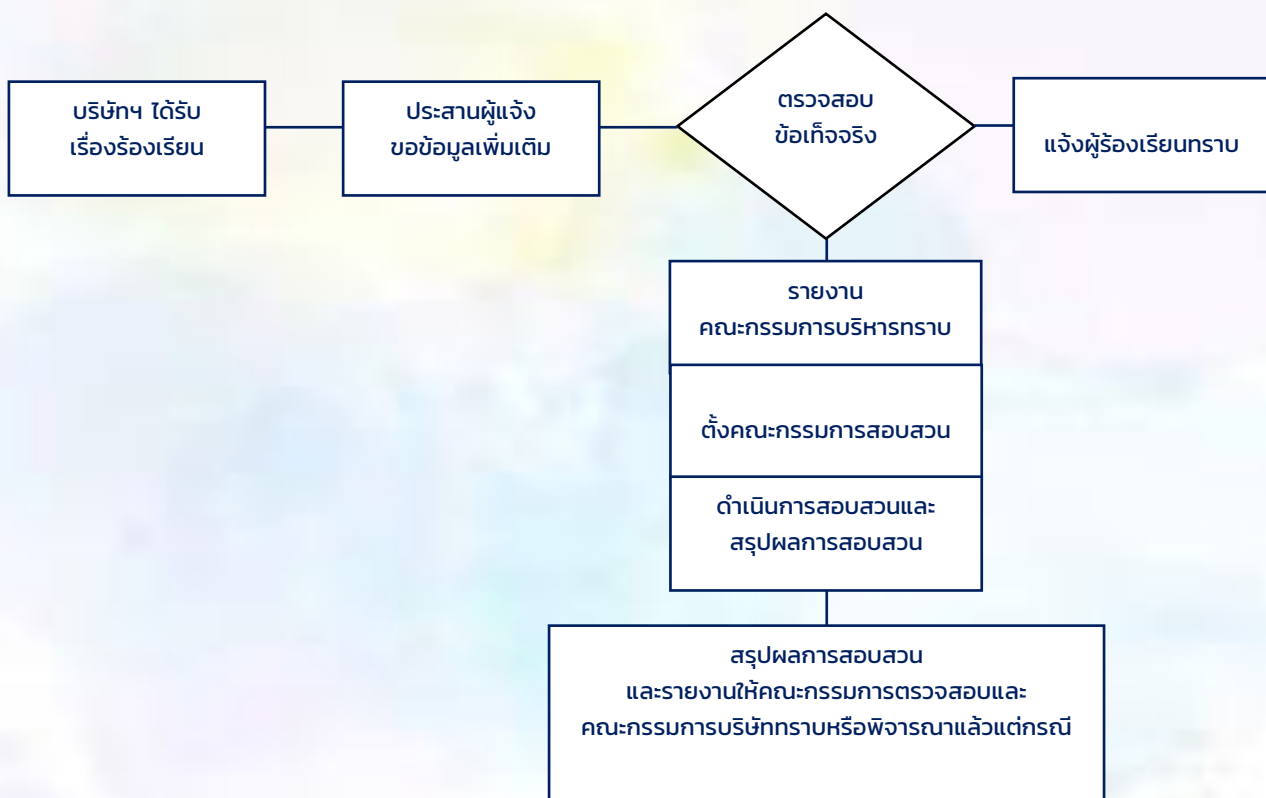 บริษัทฯ ได้รับ
เรื่องร้องเรียน
ประสานผู้แจ้ง
ขอข้อมูลเพิ่มเติม
ตรวจสอบ
ข้อเท็จจริง
แจ้งผู้ร้องเรียนทราบ
รายงาน
คณะกรรมการบริหารทราบ
ตั้งคณะกรรมการสอบสวน
ดำเนินการสอบสวนและ
สรุปผลการสอบสวน
สรุปผลการสอบสวน
และรายงานให้คณะกรรมการตรวจสอบและ
คณะกรรมการบริษัททราบหรือพิจารณาแล้วแต่กรณี